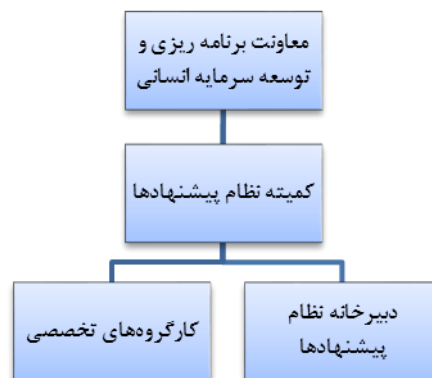 معاونت برنامه ریزی و
توسعه سرمایه انسانی
کمیته نظام پیشنهادها
دبیرخانه نظام
پیشنهادها
کارگروه‌های تخصصی